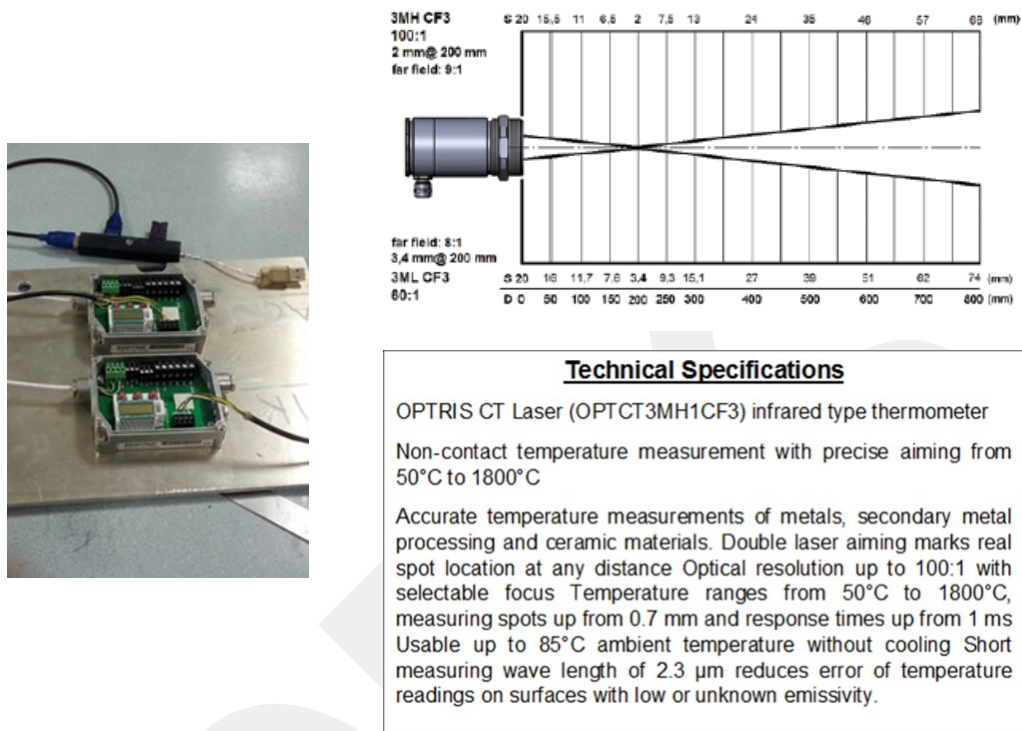 3MH CF3 S 20 15,5 11 6,5 2 7,5 13 24 35 46 57 68 (mm)
100:1
2 mm@ 200 mm
far field: 9:1
far field: 8:1
3,4 mm@ 200 mm
3ML CF3 S 20 16 11,7 7,6 3,4 9,3 15,1 27 39 51 62 74 (mm)
60:1 D 0 50 100 150 200 250 300 400 500 600 700 800 (mm)
Technical Specifications
OPTRIS CT Laser (OPTCT3MH1CF3) infrared type thermometer
Non-contact temperature measurement with precise aiming from
50°C to 1800°C
Accurate temperature measurements of metals, secondary metal
processing and ceramic materials. Double laser aiming marks real
spot location at any distance Optical resolution up to 100:1 with
selectable focus Temperature ranges from 50°C to 1800°C,
measuring spots up from 0.7 mm and response times up from 1 ms
Usable up to 85°C ambient temperature without cooling Short
measuring wave length of 2.3 µm reduces error of temperature
readings on surfaces with low or unknown emissivity.